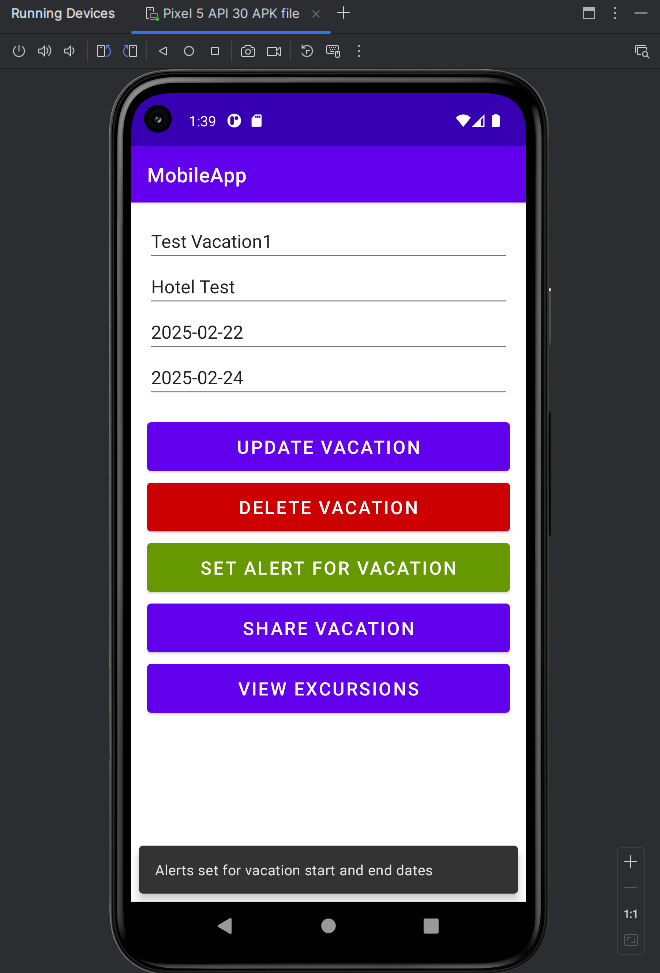 Running Devices
Pixel 5 API 30 APK file
1:39
MobileApp
Test Vacation1
Hotel Test
2025-02-22
2025-02-24
UPDATE VACATION
DELETE VACATION
SET ALERT FOR VACATION
SHARE VACATION
VIEW EXCURSIONS
Alerts set for vacation start and end dates
1:1